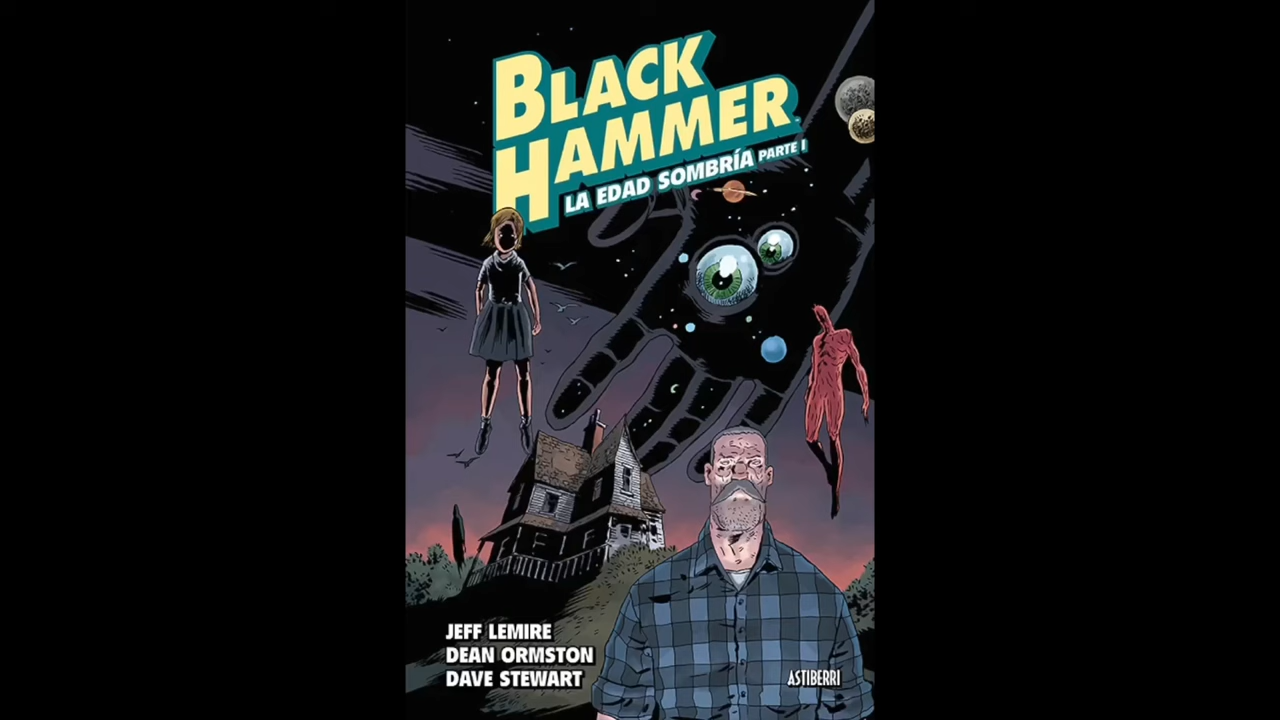 BLACK
HAMMER
LA EDAD SOMBRÍA PARTE I
JEFF LEMIRE
DEAN ORMSTON
DAVE STEWART
ASTIBERRI